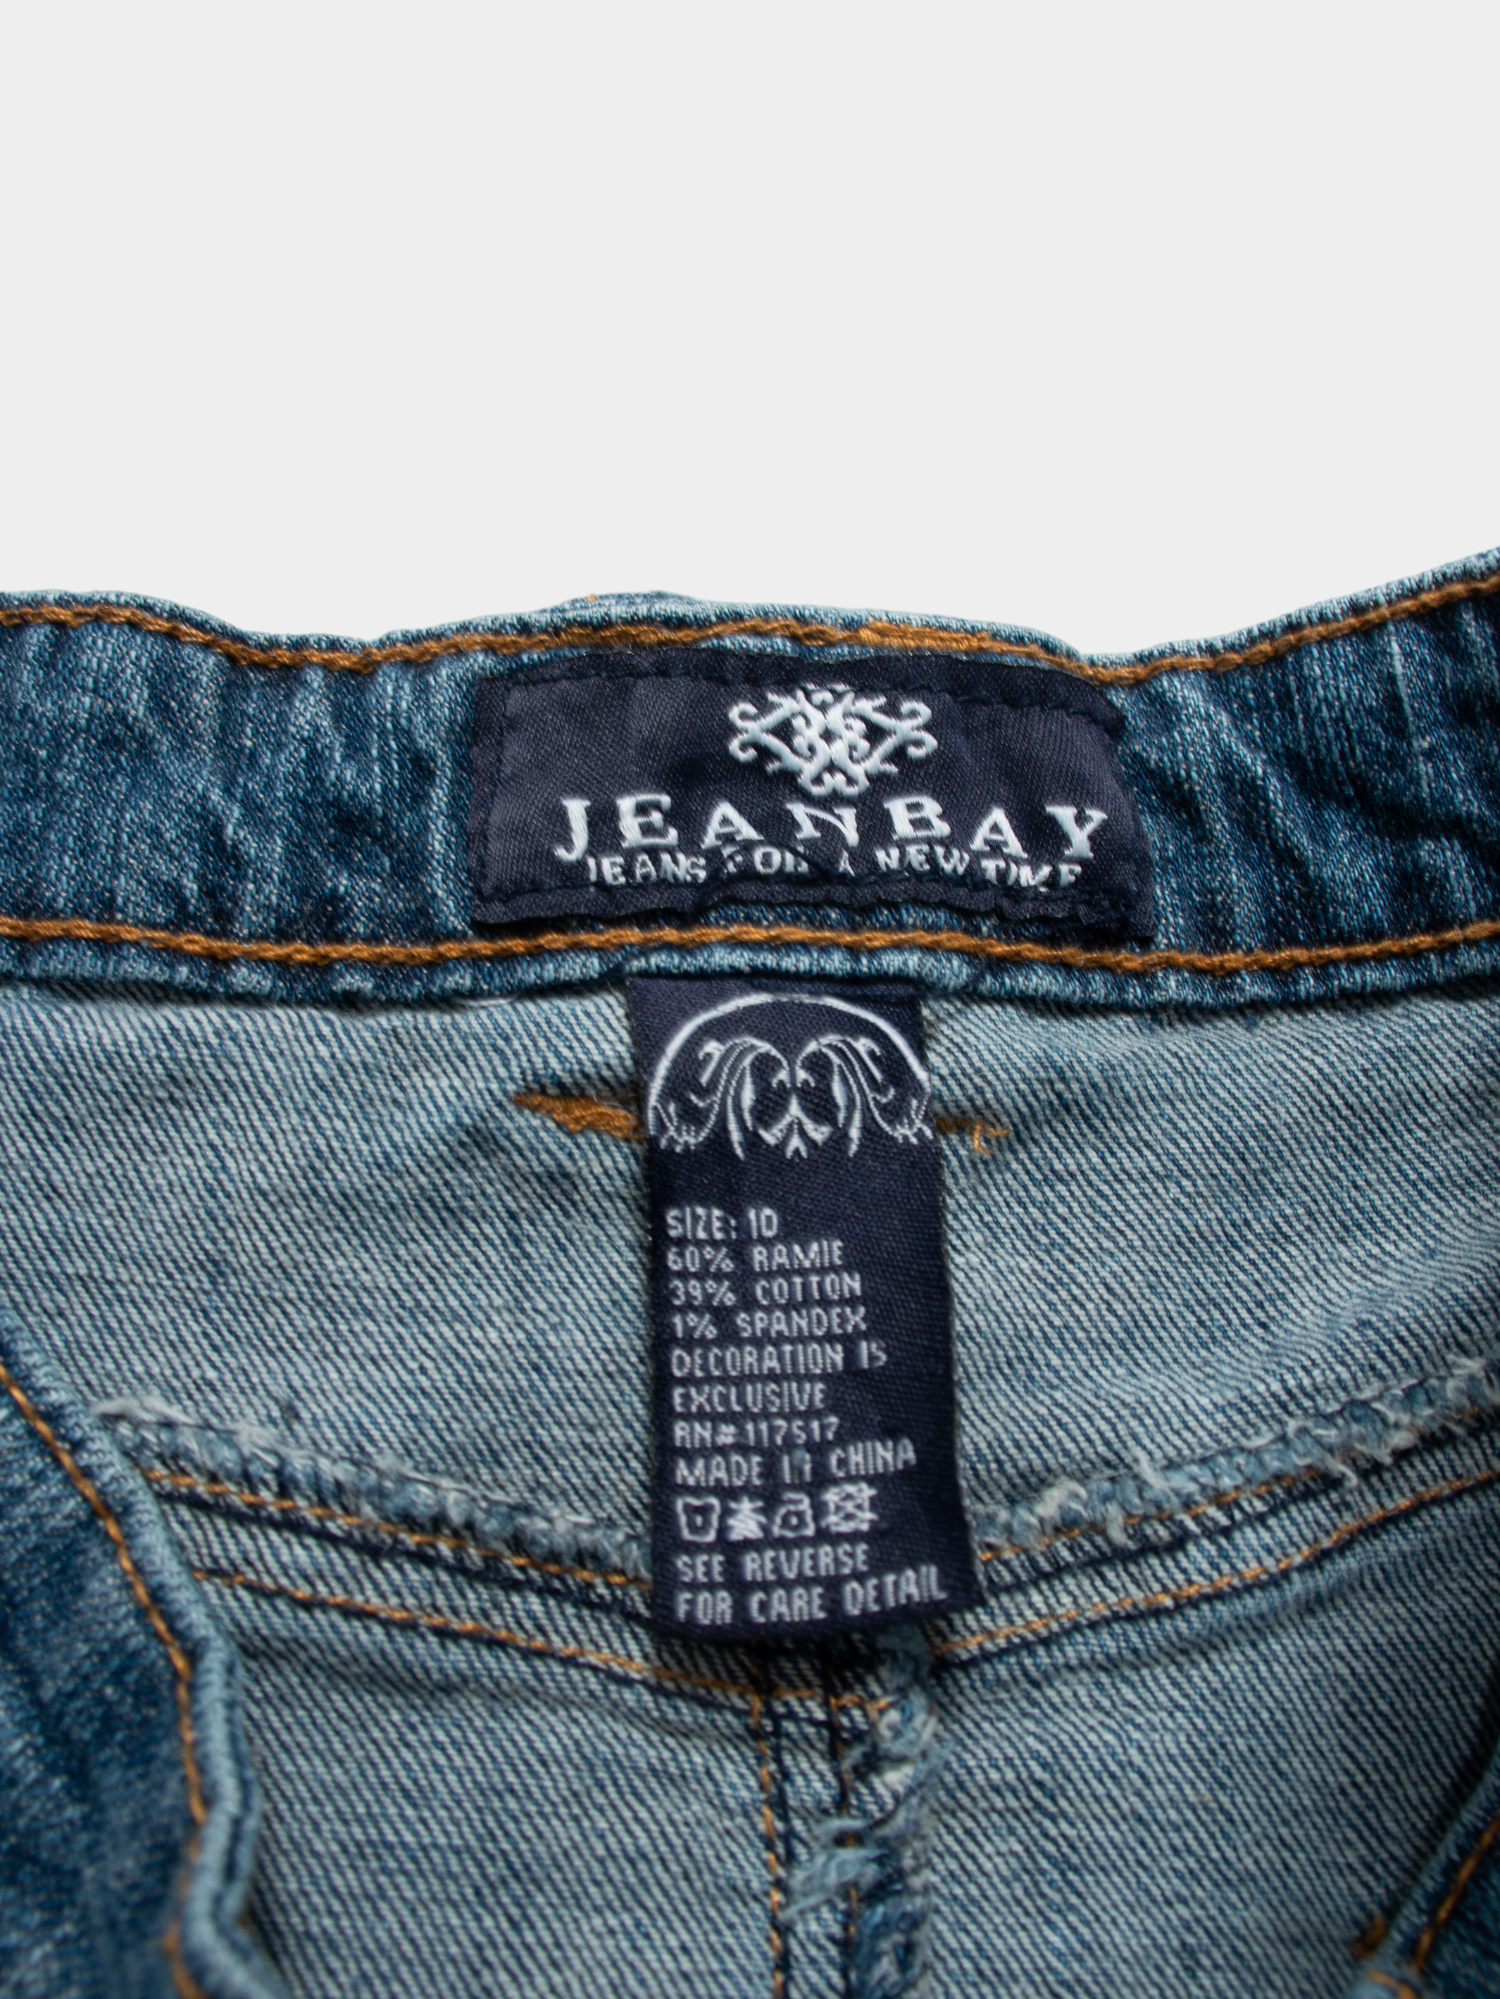 JEANBAY
JEANS FOR A NEW TIME
SIZE: 10
60% RAMIE
39% COTTON
1% SPANDEX
DECORATION IS
EXCLUSIVE
RN# 117517
MADE IN CHINA
SEE REVERSE
FOR CARE DETAIL